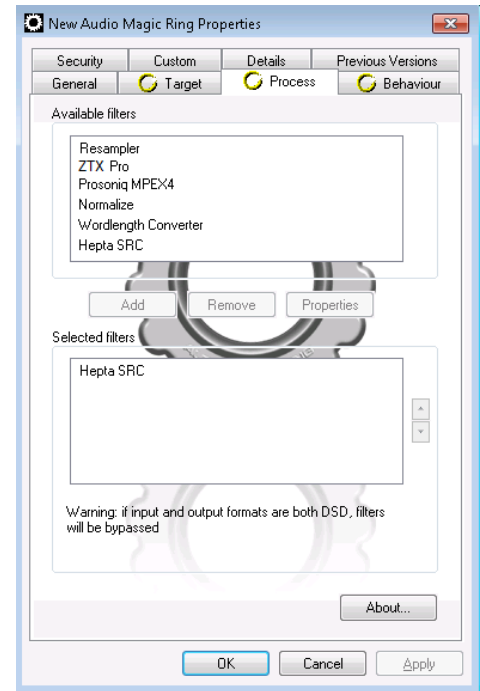 New Audio Magic Ring Properties
Security Custom Details Previous Versions
General Target Process Behaviour
Available filters
Resampler
ZTX Pro
Prosoniq MPEX4
Normalize
Wordlength Converter
Hepta SRC
Add Remove Properties
Selected filters
Hepta SRC
Warning: if input and output formats are both DSD, filters
will be bypassed
About...
OK Cancel Apply